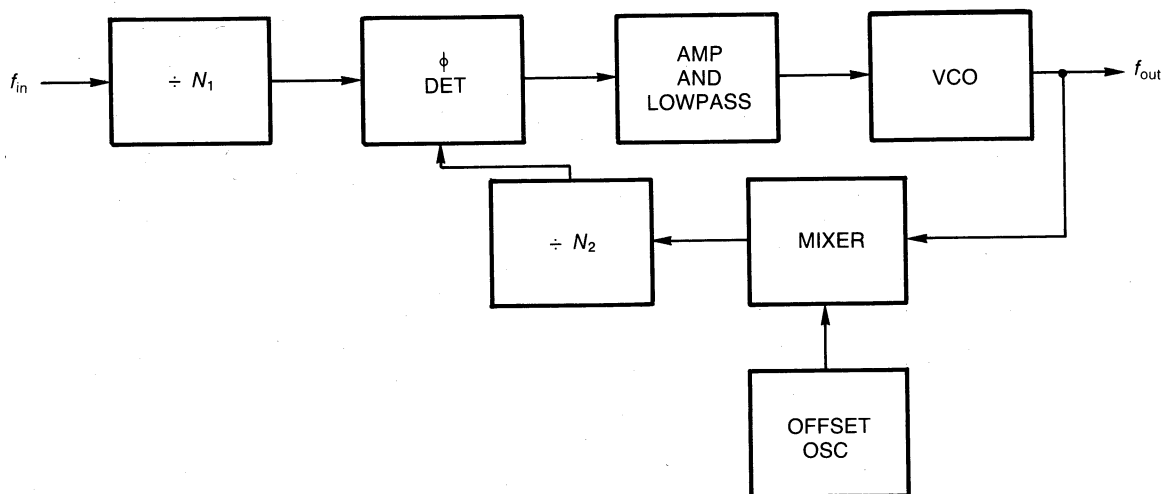 f_in
÷ N₁
ϕ
DET
AMP
AND
LOWPASS
VCO
f_out
÷ N₂
MIXER
OFFSET
OSC